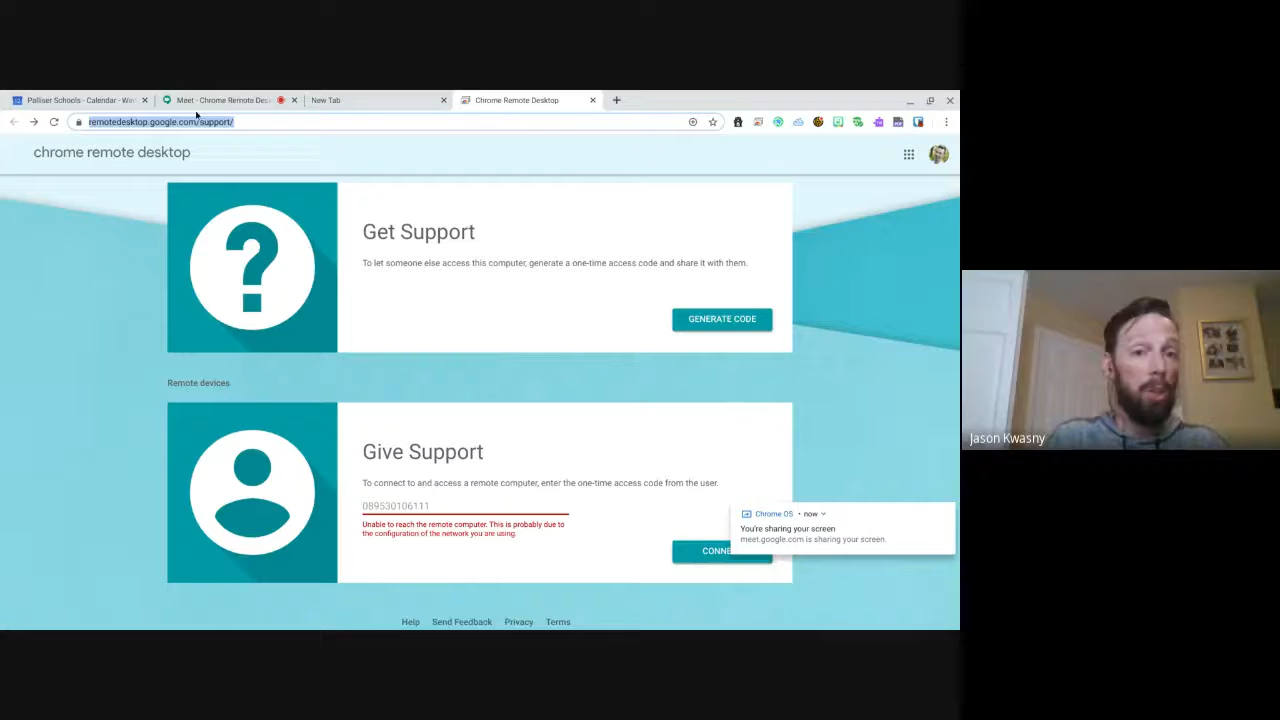 Palliser Schools - Calendar - We
Meet - Chrome Remote Des
New Tab
Chrome Remote Desktop
remotedesktop.google.com/support/
chrome remote desktop
Get Support
To let someone else access this computer, generate a one-time access code and share it with them.
GENERATE CODE
Remote devices
Give Support
To connect to and access a remote computer, enter the one-time access code from the user.
089530106111
Unable to reach the remote computer. This is probably due to
the configuration of the network you are using.
CONNE
Chrome OS • now
You're sharing your screen
meet.google.com is sharing your screen.
Help Send Feedback Privacy Terms
Jason Kwasny